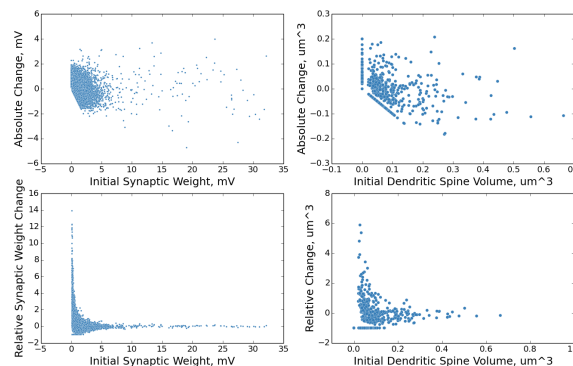 Absolute Change, mV
6
4
2
0
−2
−4
−6
−5 0 5 10 15 20 25 30 35
Initial Synaptic Weight, mV
Absolute Change, um^3
0.3
0.2
0.1
0.0
−0.1
−0.2
−0.3
−0.1 0.0 0.1 0.2 0.3 0.4 0.5 0.6
Initial Dendritic Spine Volume, um^3
Relative Synaptic Weight Change
16
14
12
10
8
6
4
2
0
−2
−5 0 5 10 15 20 25 30 35
Initial Synaptic Weight, mV
Relative Change, um^3
8
6
4
2
0
−2
0.0 0.2 0.4 0.6 0.8
Initial Dendritic Spine Volume, um^3